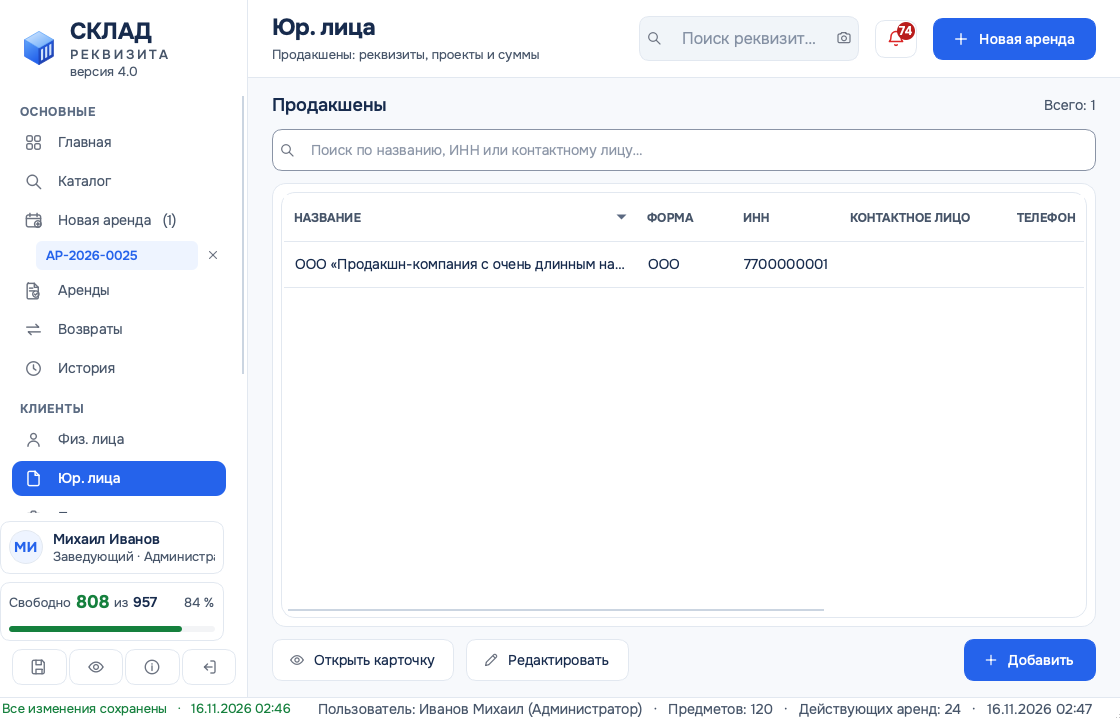 СКЛАД
РЕКВИЗИТА
версия 4.0
ОСНОВНЫЕ
Главная
Каталог
Новая аренда (1)
АР-2026-0025
Аренды
Возвраты
История
КЛИЕНТЫ
Физ. лица
Юр. лица
Михаил Иванов
МИ
Заведующий · Администра
Свободно 808 из 957 84 %
Юр. лица
Продакшены: реквизиты, проекты и суммы
Поиск реквизит...
74
Новая аренда
Продакшены
Всего: 1
Поиск по названию, ИНН или контактному лицу...
НАЗВАНИЕ ФОРМА ИНН КОНТАКТНОЕ ЛИЦО ТЕЛЕФОН
ООО «Продакшн-компания с очень длинным на... ООО 7700000001
Открыть карточку
Редактировать
Добавить
Все изменения сохранены · 16.11.2026 02:46 Пользователь: Иванов Михаил (Администратор) · Предметов: 120 · Действующих аренд: 24 · 16.11.2026 02:47